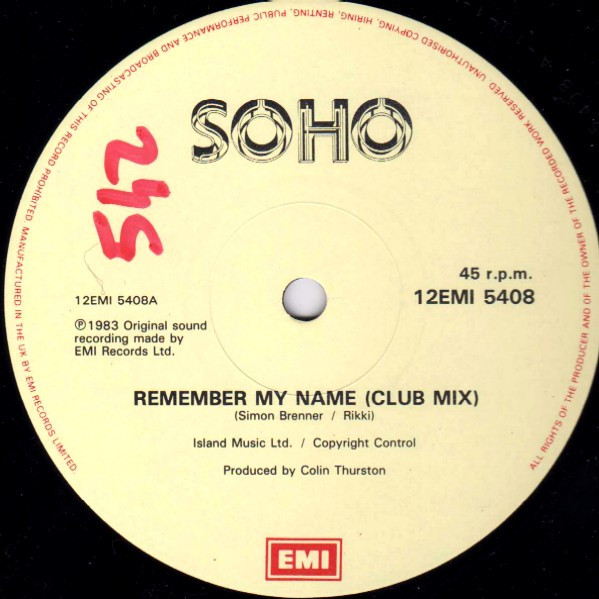 SOHO
542
45 r.p.m.
12EMI 5408
12EMI 5408A
℗1983 Original sound
recording made by
EMI Records Ltd.
REMEMBER MY NAME (CLUB MIX)
(Simon Brenner / Rikki)
Island Music Ltd. / Copyright Control
Produced by Colin Thurston
EMI
ALL RIGHTS OF THE PRODUCER AND OF THE OWNER OF THE RECORDED WORK RESERVED. UNAUTHORISED COPYING, HIRING, RENTING, PUBLIC PERFORMANCE AND BROADCASTING OF THIS RECORD PROHIBITED. MANUFACTURED IN THE UK BY EMI RECORDS LIMITED